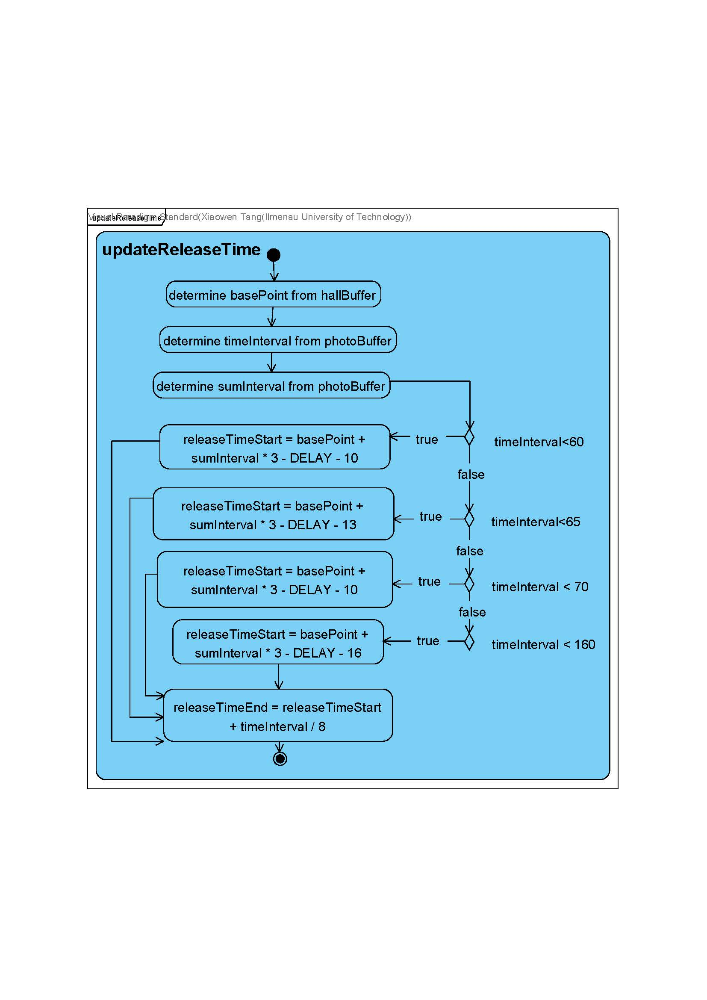 updateReleaseTime
Visual Paradigm Standard(Xiaowen Tang(Ilmenau University of Technology))
updateReleaseTime
determine basePoint from hallBuffer
determine timeInterval from photoBuffer
determine sumInterval from photoBuffer
releaseTimeStart = basePoint +
sumInterval * 3 - DELAY - 10
true
timeInterval<60
false
releaseTimeStart = basePoint +
sumInterval * 3 - DELAY - 13
true
timeInterval<65
false
releaseTimeStart = basePoint +
sumInterval * 3 - DELAY - 10
true
timeInterval < 70
false
releaseTimeStart = basePoint +
sumInterval * 3 - DELAY - 16
true
timeInterval < 160
releaseTimeEnd = releaseTimeStart
+ timeInterval / 8